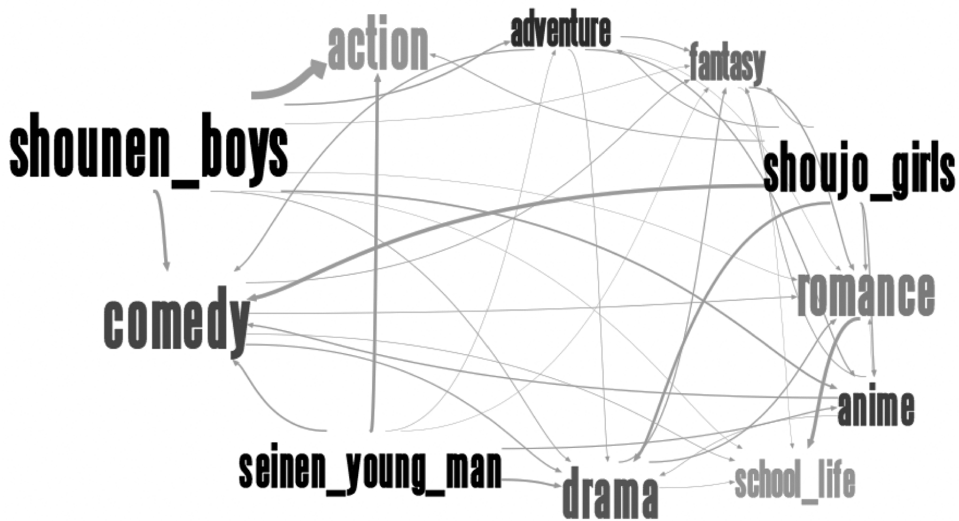 adventure
action
fantasy
shounen_boys
shoujo_girls
romance
comedy
anime
seinen_young_man
school_life
drama